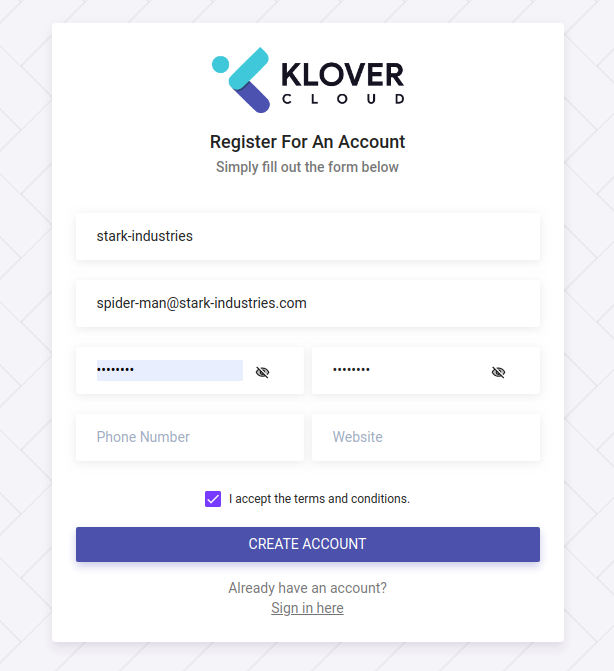 KLOVER
CLOUD
Register For An Account
Simply fill out the form below
stark-industries
spider-man@stark-industries.com
•••••••• ••••••••
Phone Number Website
I accept the terms and conditions.
CREATE ACCOUNT
Already have an account?
Sign in here